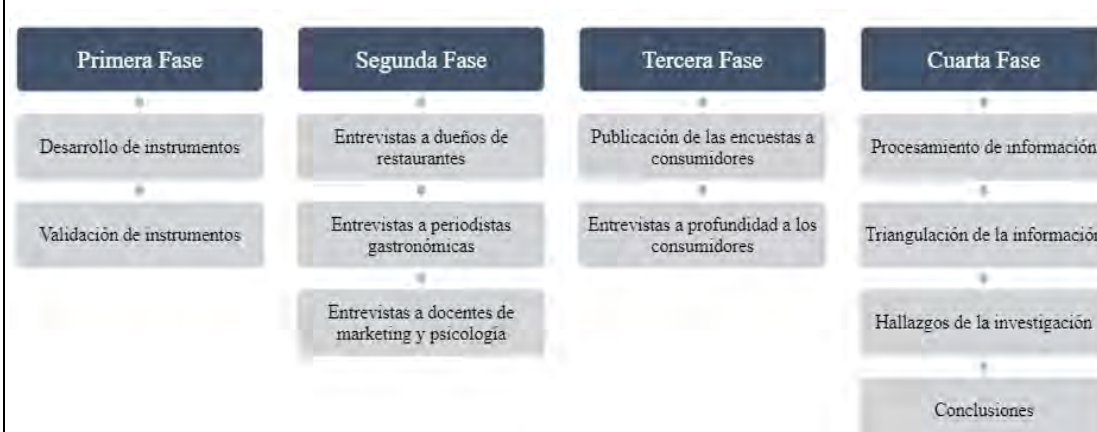 Primera Fase
Desarrollo de instrumentos
Validación de instrumentos
Segunda Fase
Entrevistas a dueños de
restaurantes
Entrevistas a periodistas
gastronómicas
Entrevistas a docentes de
marketing y psicología
Tercera Fase
Publicación de las encuestas a
consumidores
Entrevistas a profundidad a los
consumidores
Cuarta Fase
Procesamiento de información
Triangulación de la información
Hallazgos de la investigación
Conclusiones